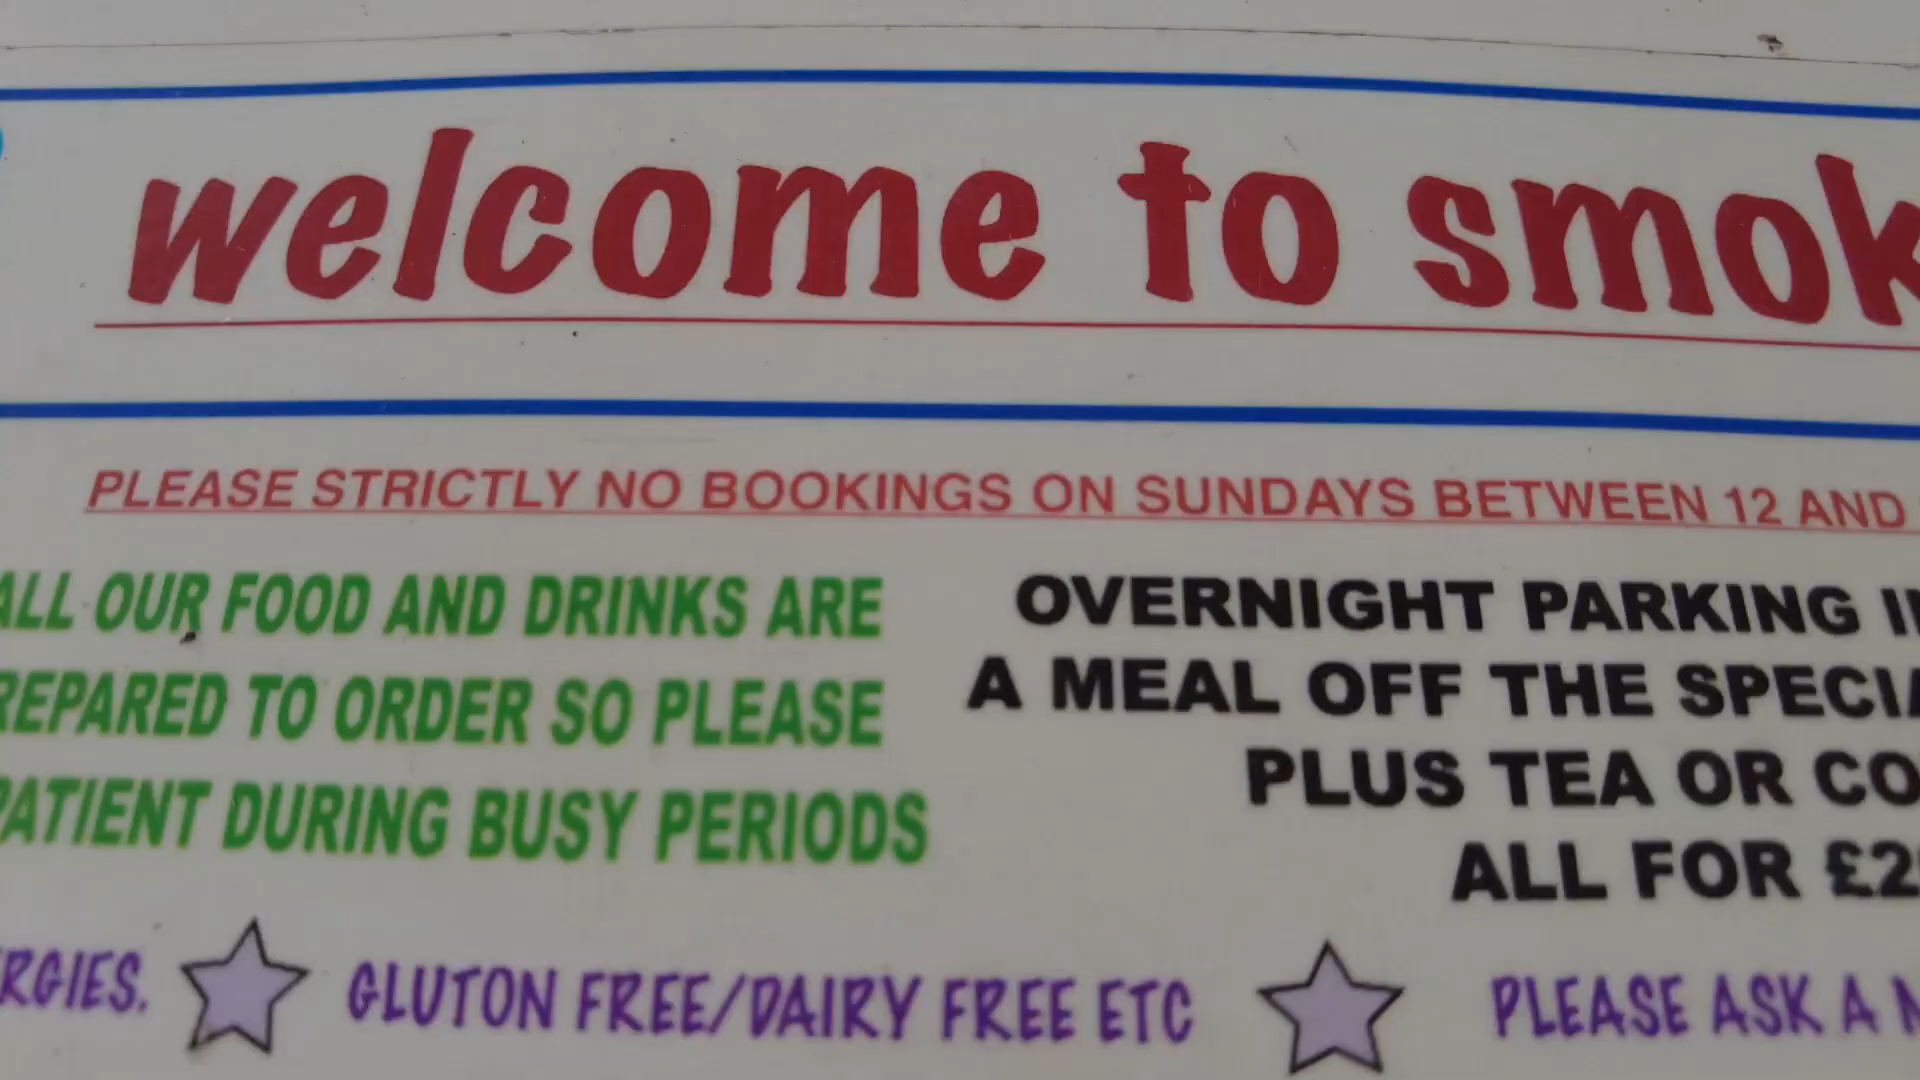 welcome to smok
PLEASE STRICTLY NO BOOKINGS ON SUNDAYS BETWEEN 12 AND
ALL OUR FOOD AND DRINKS ARE
REPARED TO ORDER SO PLEASE
PATIENT DURING BUSY PERIODS
OVERNIGHT PARKING IN
A MEAL OFF THE SPECIA
PLUS TEA OR CO
ALL FOR £2
RGIES. GLUTON FREE/DAIRY FREE ETC PLEASE ASK A